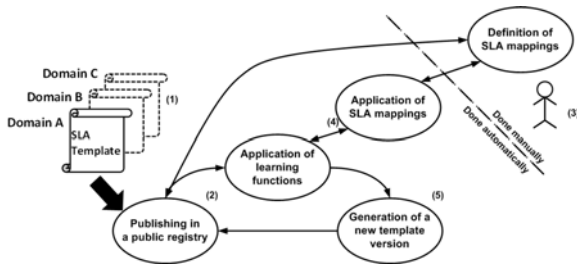 Definition of
SLA mappings
Domain C
Domain B
(1)
Domain A
SLA
Template
Application of
SLA mappings
(3)
(4)
Done manually
Done automatically
Application of
learning
functions
(2)
(5)
Publishing in
a public registry
Generation of a
new template
version